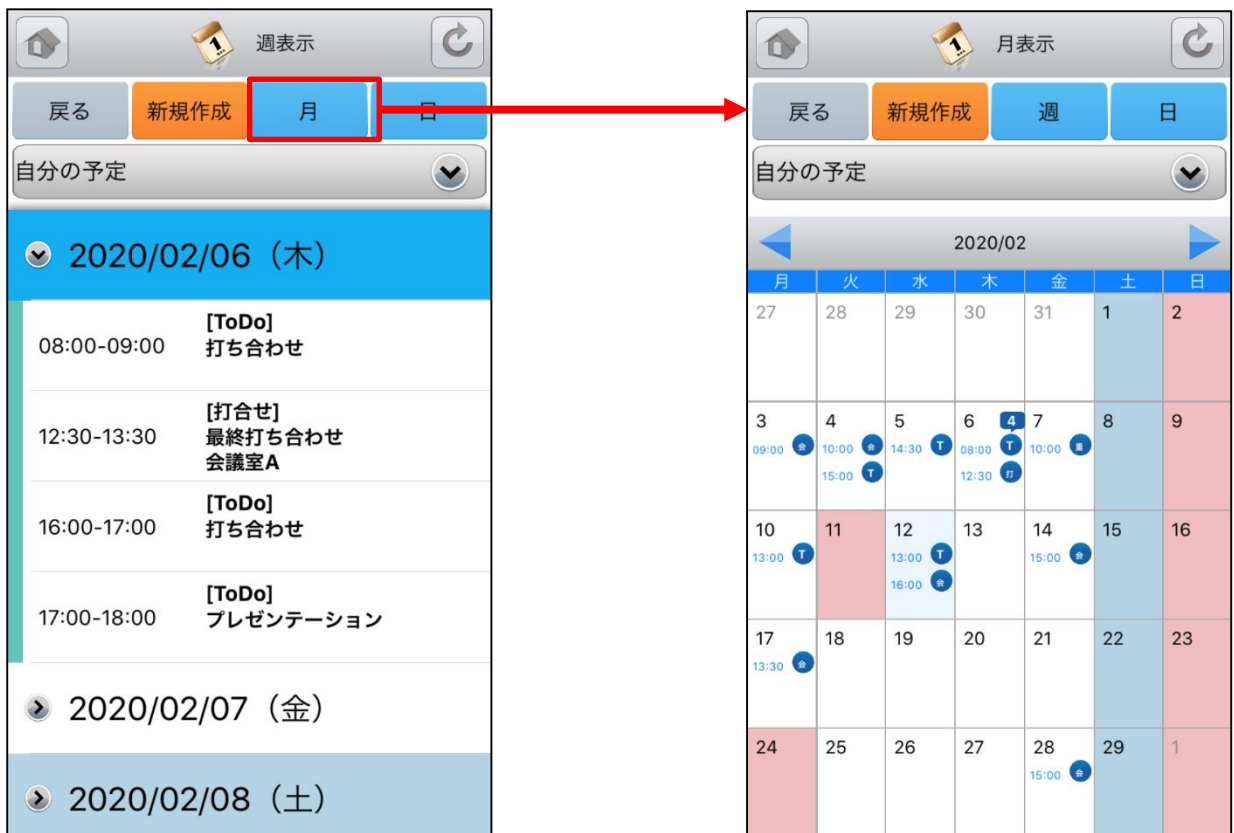 週表示
戻る 新規作成 月 日
自分の予定
2020/02/06（木）
08:00-09:00 [ToDo]
打ち合わせ
12:30-13:30 [打合せ]
最終打ち合わせ
会議室A
16:00-17:00 [ToDo]
打ち合わせ
17:00-18:00 [ToDo]
プレゼンテーション
2020/02/07（金）
2020/02/08（土）
月表示
戻る 新規作成 週 日
自分の予定
2020/02
月 火 水 木 金 土 日
27 28 29 30 31 1 2
3 4 5 6 4 7 8 9
09:00 会 10:00 会 14:30 T 08:00 T 10:00 重
15:00 T 12:30 打
10 11 12 13 14 15 16
13:00 T 13:00 T 15:00 会
16:00 会
17 18 19 20 21 22 23
13:30 会
24 25 26 27 28 29 1
15:00 会